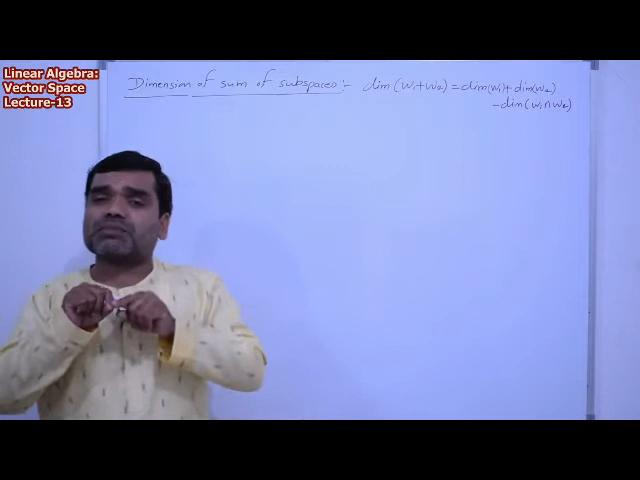 Linear Algebra:
Vector Space
Lecture-13
Dimension of sum of subspaces:- dim(W₁+W₂) = dim(W₁)+dim(W₂)
-dim(W₁∩W₂)